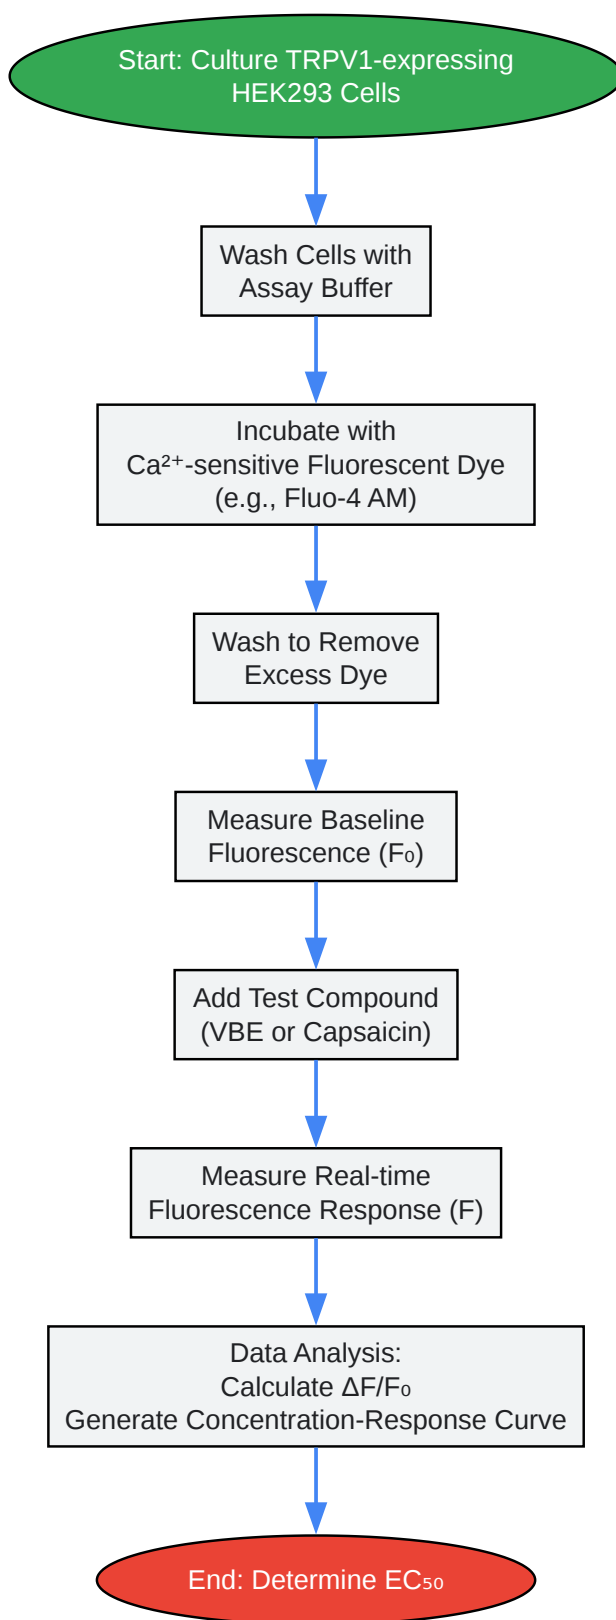 Start: Culture TRPV1-expressing
HEK293 Cells
Wash Cells with
Assay Buffer
Incubate with
Ca²⁺-sensitive Fluorescent Dye
(e.g., Fluo-4 AM)
Wash to Remove
Excess Dye
Measure Baseline
Fluorescence (F₀)
Add Test Compound
(VBE or Capsaicin)
Measure Real-time
Fluorescence Response (F)
Data Analysis:
Calculate ΔF/F₀
Generate Concentration-Response Curve
End: Determine EC₅₀